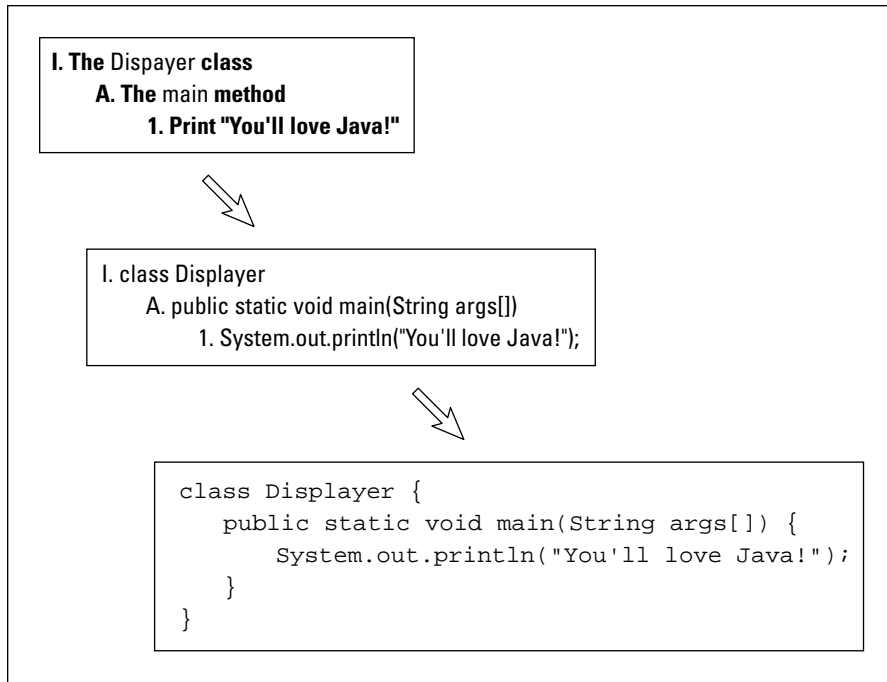 I. The Dispayer class
A. The main method
1. Print "You'll love Java!"
I. class Displayer
A. public static void main(String args[])
1. System.out.println("You'll love Java!");
class Displayer {
public static void main(String args[]) {
System.out.println("You'll love Java!");
}
}